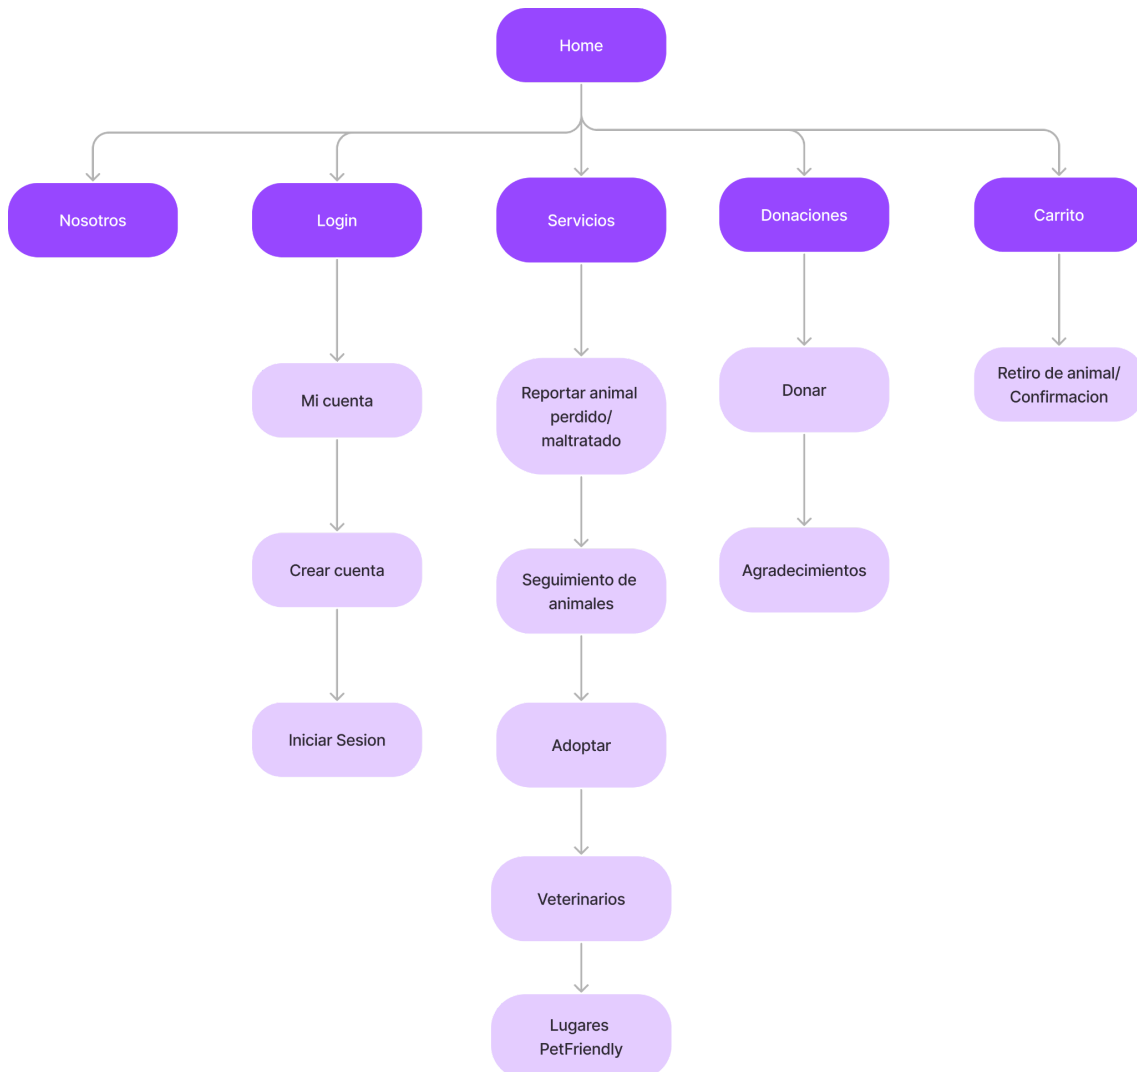 Home
Nosotros
Login
Servicios
Donaciones
Carrito
Mi cuenta
Reportar animal
perdido/
maltratado
Donar
Retiro de animal/
Confirmacion
Crear cuenta
Seguimiento de
animales
Agradecimientos
Iniciar Sesion
Adoptar
Veterinarios
Lugares
PetFriendly